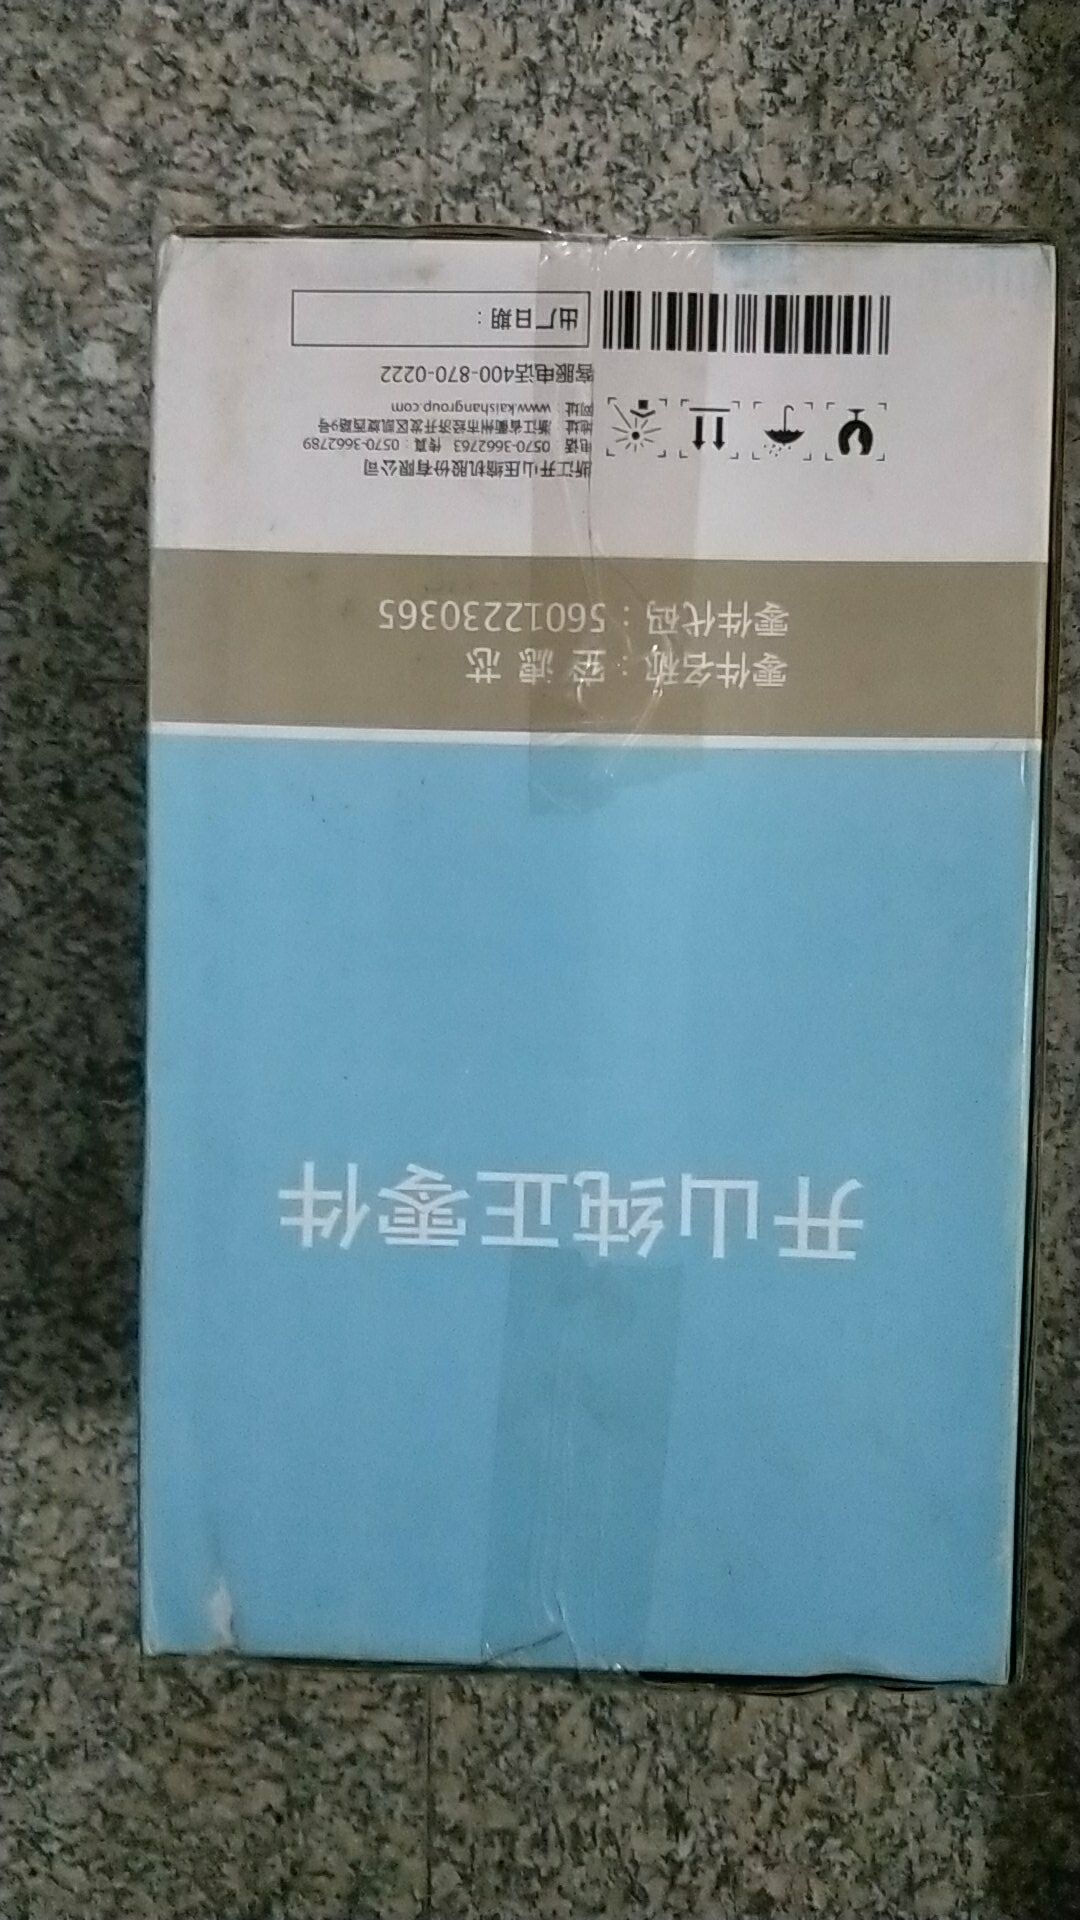 开山纯正零件
零件名称：空 滤 芯
零件代码：56012230365
浙江开山压缩机股份有限公司
电话：0570-3662763 传真：0570-3662789
地址：浙江省衢州市经济开发区凯旋西路9号
网址：www.kaishangroup.com
客服电话400-870-0222
出厂日期：